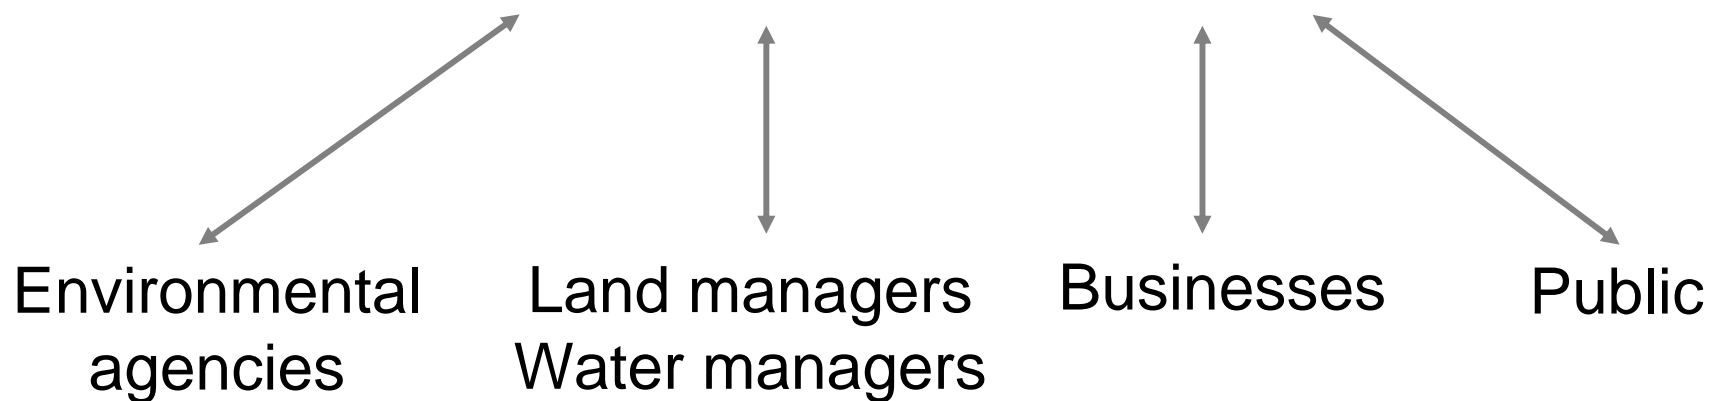 Environmental
agencies
Land managers
Water managers
Businesses
Public